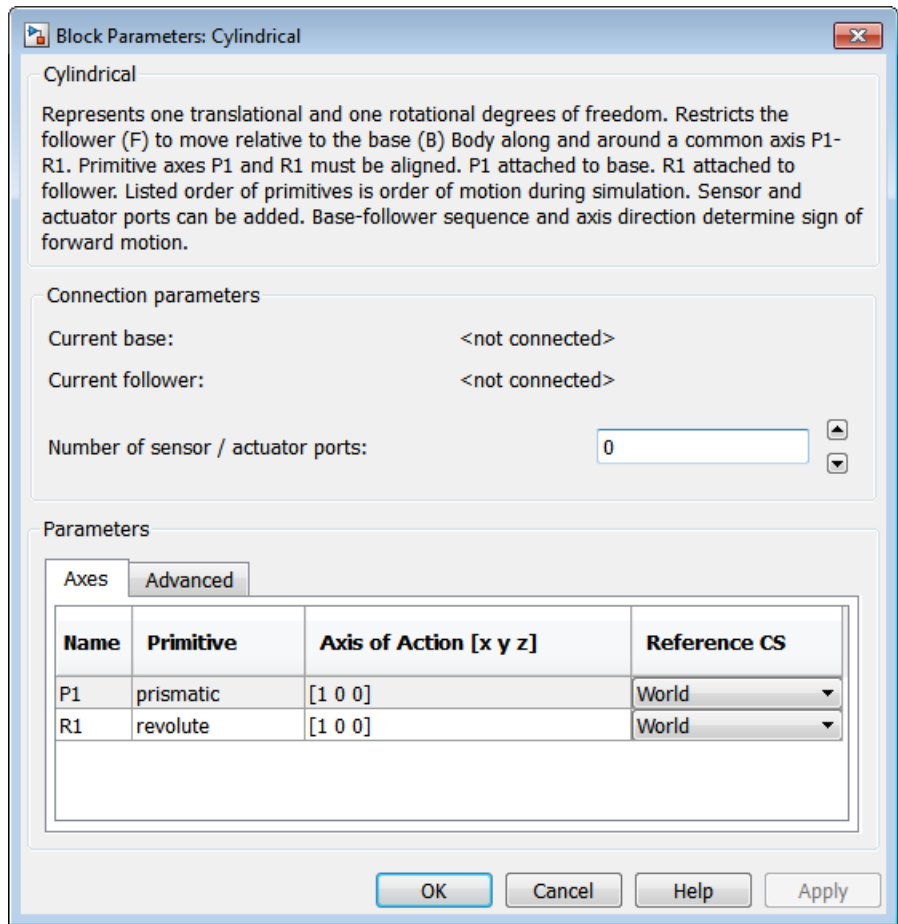 Block Parameters: Cylindrical
Cylindrical
Represents one translational and one rotational degrees of freedom. Restricts the
follower (F) to move relative to the base (B) Body along and around a common axis P1-
R1. Primitive axes P1 and R1 must be aligned. P1 attached to base. R1 attached to
follower. Listed order of primitives is order of motion during simulation. Sensor and
actuator ports can be added. Base-follower sequence and axis direction determine sign of
forward motion.
Connection parameters
Current base: <not connected>
Current follower: <not connected>
Number of sensor / actuator ports: 0
Parameters
Axes Advanced
Name Primitive Axis of Action [x y z] Reference CS
P1 prismatic [1 0 0] World
R1 revolute [1 0 0] World
OK Cancel Help Apply